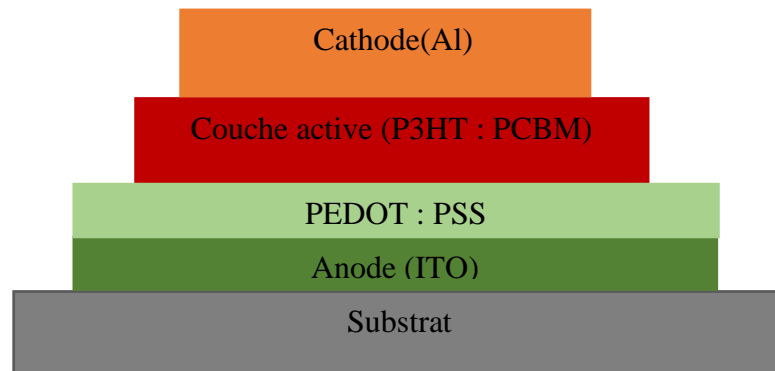 Cathode(Al)
Couche active (P3HT : PCBM)
PEDOT : PSS
Anode (ITO)
Substrat